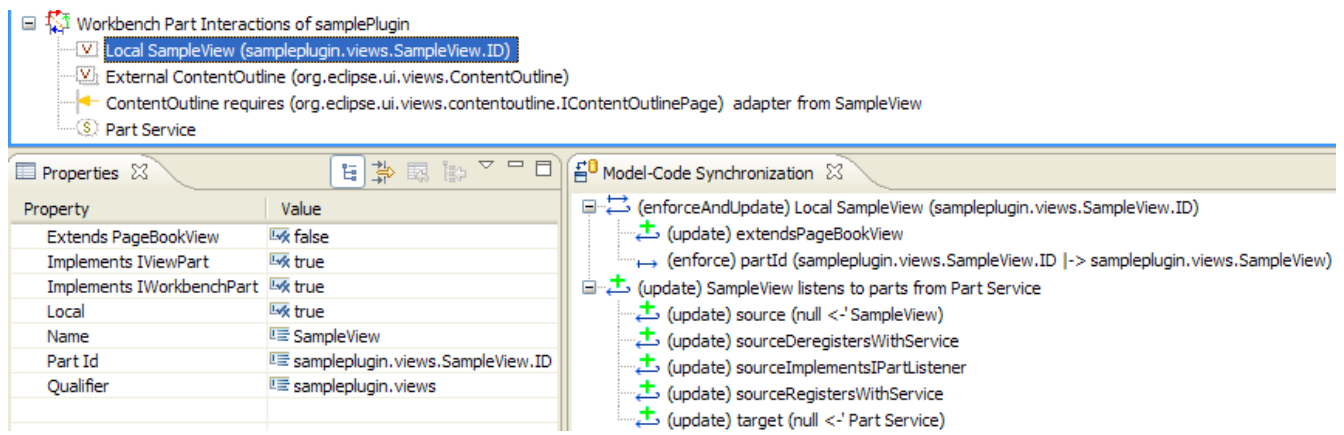 Workbench Part Interactions of samplePlugin
Local SampleView (sampleplugin.views.SampleView.ID)
External ContentOutline (org.eclipse.ui.views.ContentOutline)
ContentOutline requires (org.eclipse.ui.views.contentoutline.IContentOutlinePage) adapter from SampleView
Part Service
Properties
Property Value
Extends PageBookView false
Implements IViewPart true
Implements IWorkbenchPart true
Local true
Name SampleView
Part Id sampleplugin.views.SampleView.ID
Qualifier sampleplugin.views
Model-Code Synchronization
(enforceAndUpdate) Local SampleView (sampleplugin.views.SampleView.ID)
(update) extendsPageBookView
(enforce) partId (sampleplugin.views.SampleView.ID |-> sampleplugin.views.SampleView)
(update) SampleView listens to parts from Part Service
(update) source (null <-' SampleView)
(update) sourceDeregistersWithService
(update) sourceImplementsIPartListener
(update) sourceRegistersWithService
(update) target (null <-' Part Service)